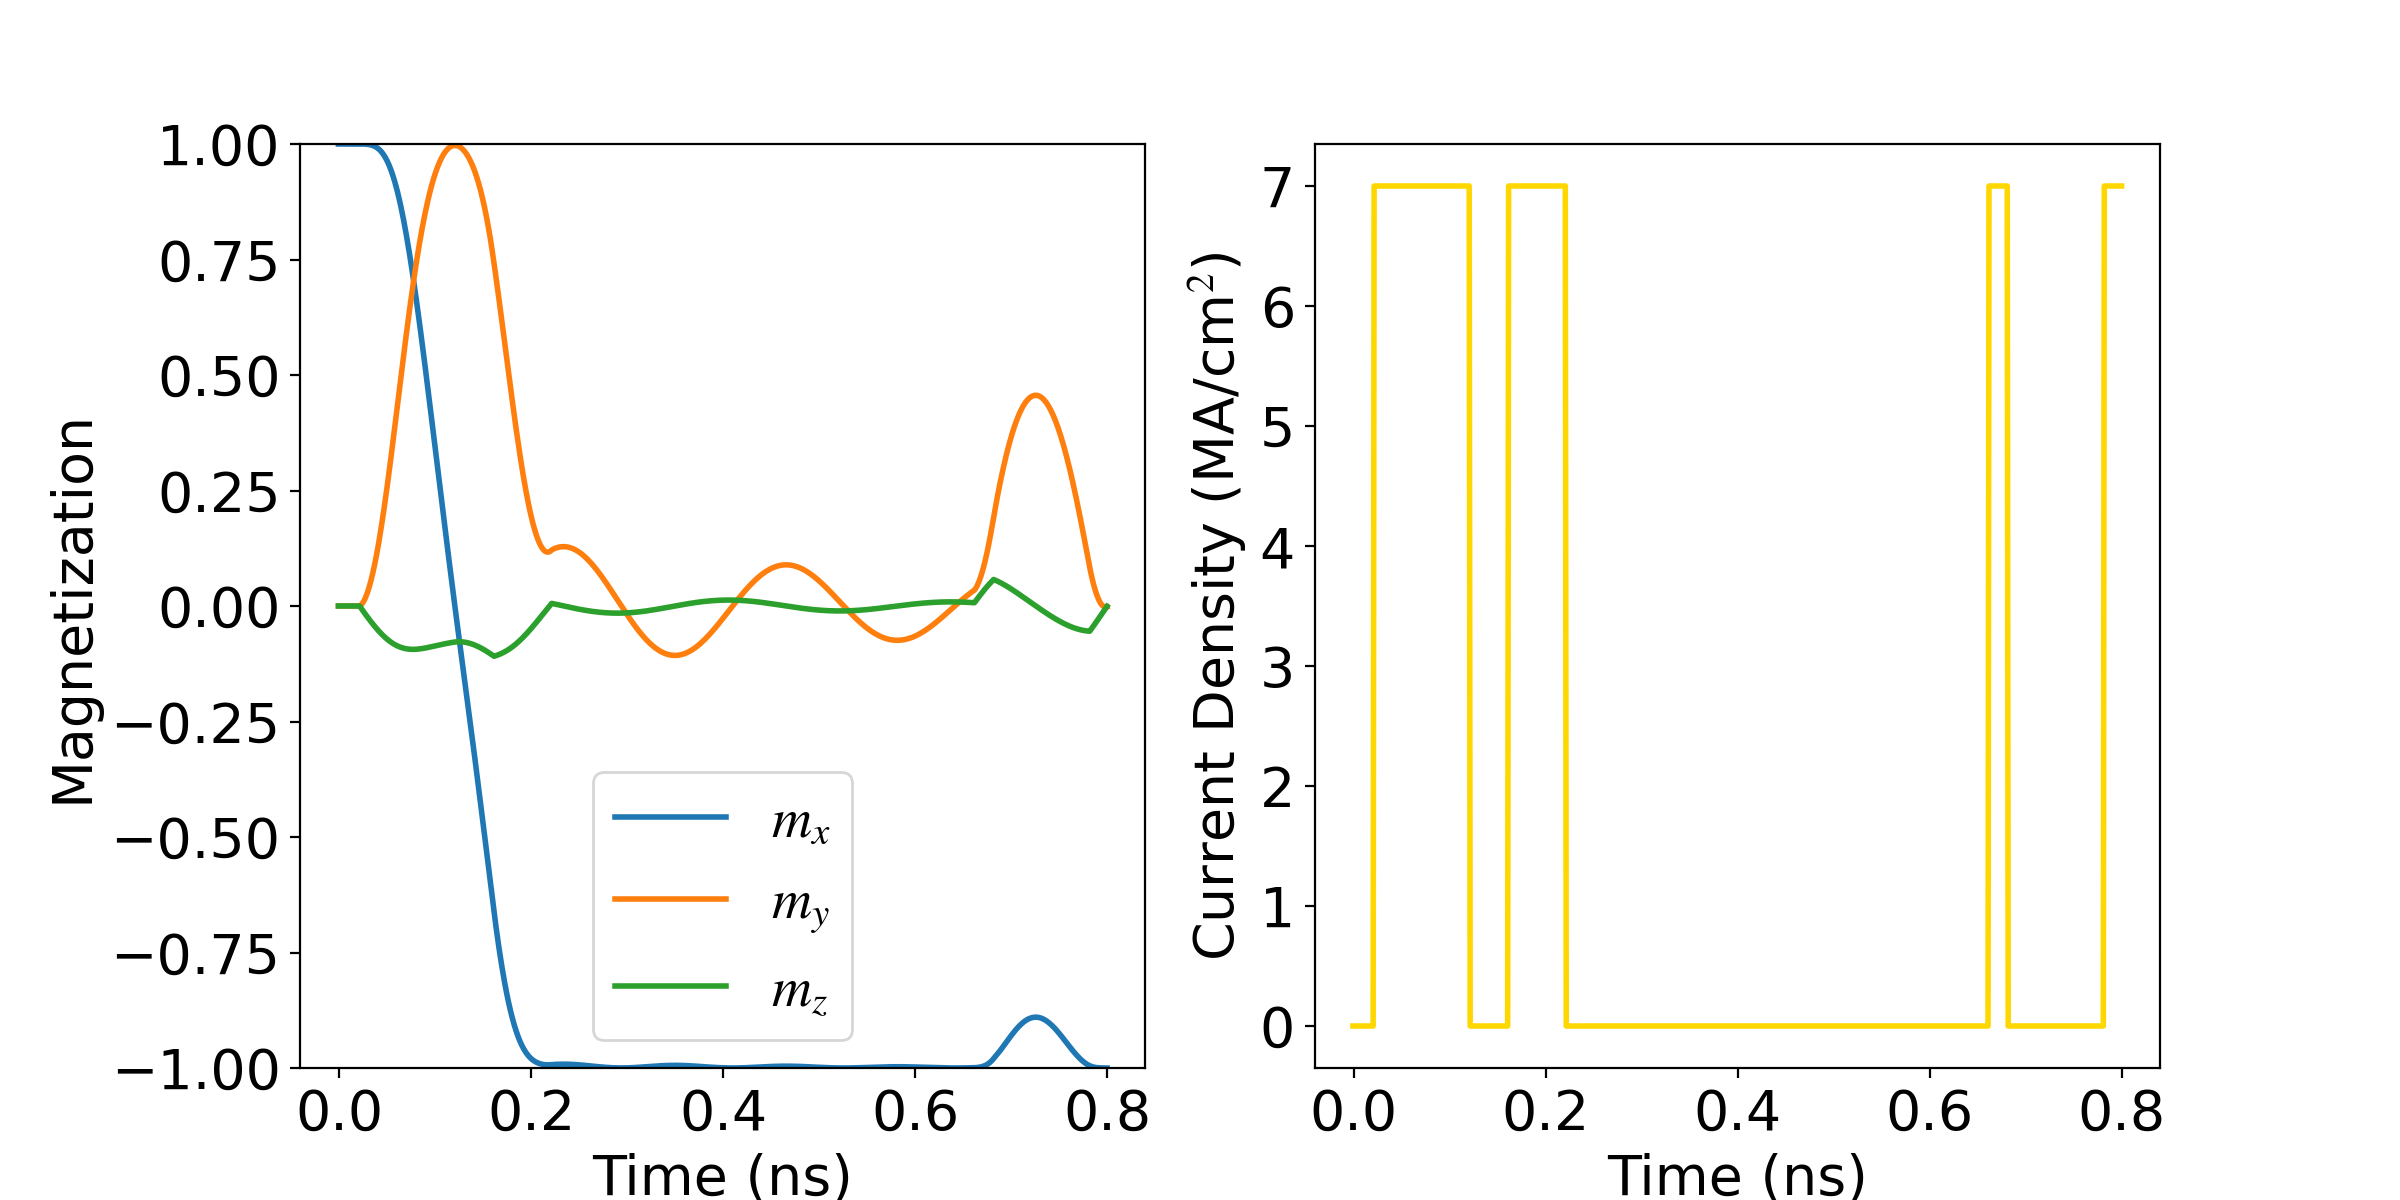 Magnetization
1.00
0.75
0.50
0.25
0.00
−0.25
−0.50
−0.75
−1.00
m_x
m_y
m_z
0.0 0.2 0.4 0.6 0.8
Time (ns)
Current Density (MA/cm²)
7
6
5
4
3
2
1
0
0.0 0.2 0.4 0.6 0.8
Time (ns)